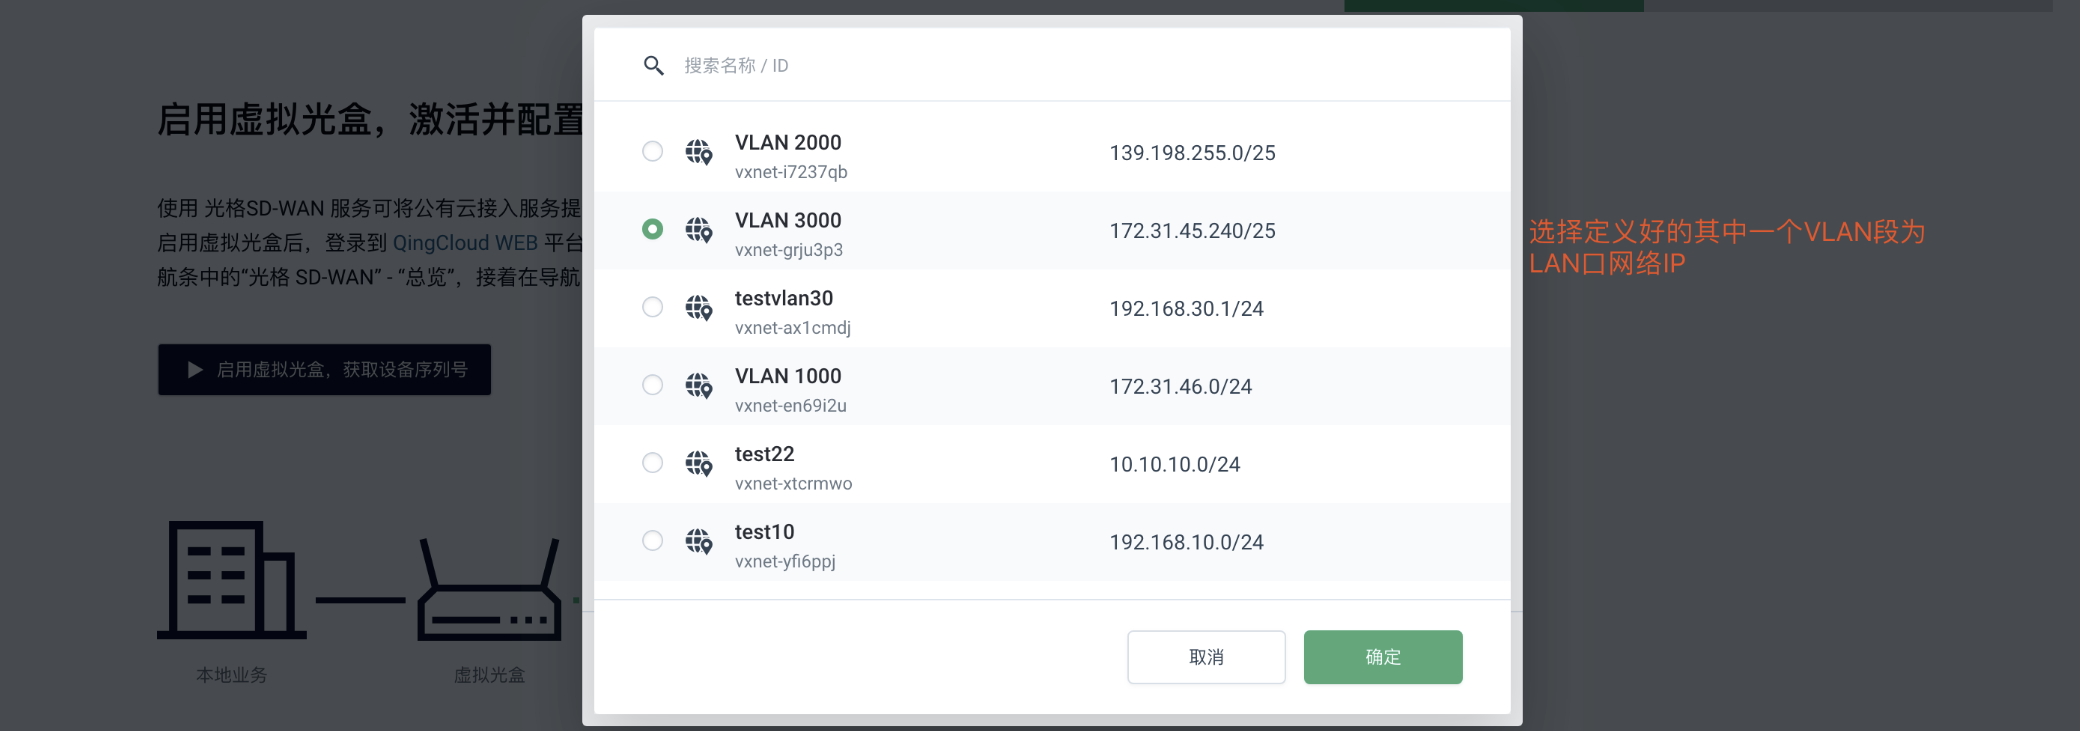 搜索名称 / ID
启用虚拟光盒，激活并配置
使用 光格SD-WAN 服务可将公有云接入服务提
启用虚拟光盒后，登录到 QingCloud WEB 平台
航条中的“光格 SD-WAN” - “总览”，接着在导航
启用虚拟光盒，获取设备序列号
本地业务
虚拟光盒
VLAN 2000
vxnet-i7237qb
139.198.255.0/25
VLAN 3000
vxnet-grju3p3
172.31.45.240/25
testvlan30
vxnet-ax1cmdj
192.168.30.1/24
VLAN 1000
vxnet-en69i2u
172.31.46.0/24
test22
vxnet-xtcrmwo
10.10.10.0/24
test10
vxnet-yfi6ppj
192.168.10.0/24
取消
确定
选择定义好的其中一个VLAN段为
LAN口网络IP